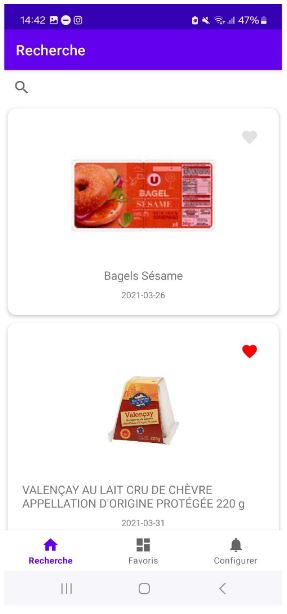 14:42 47%
Recherche
U
BAGEL
SÉSAME
Bagels Sésame
2021-03-26
Valençay
VALENÇAY AU LAIT CRU DE CHÈVRE
APPELLATION D'ORIGINE PROTÉGÉE 220 g
2021-03-31
Recherche Favoris Configurer